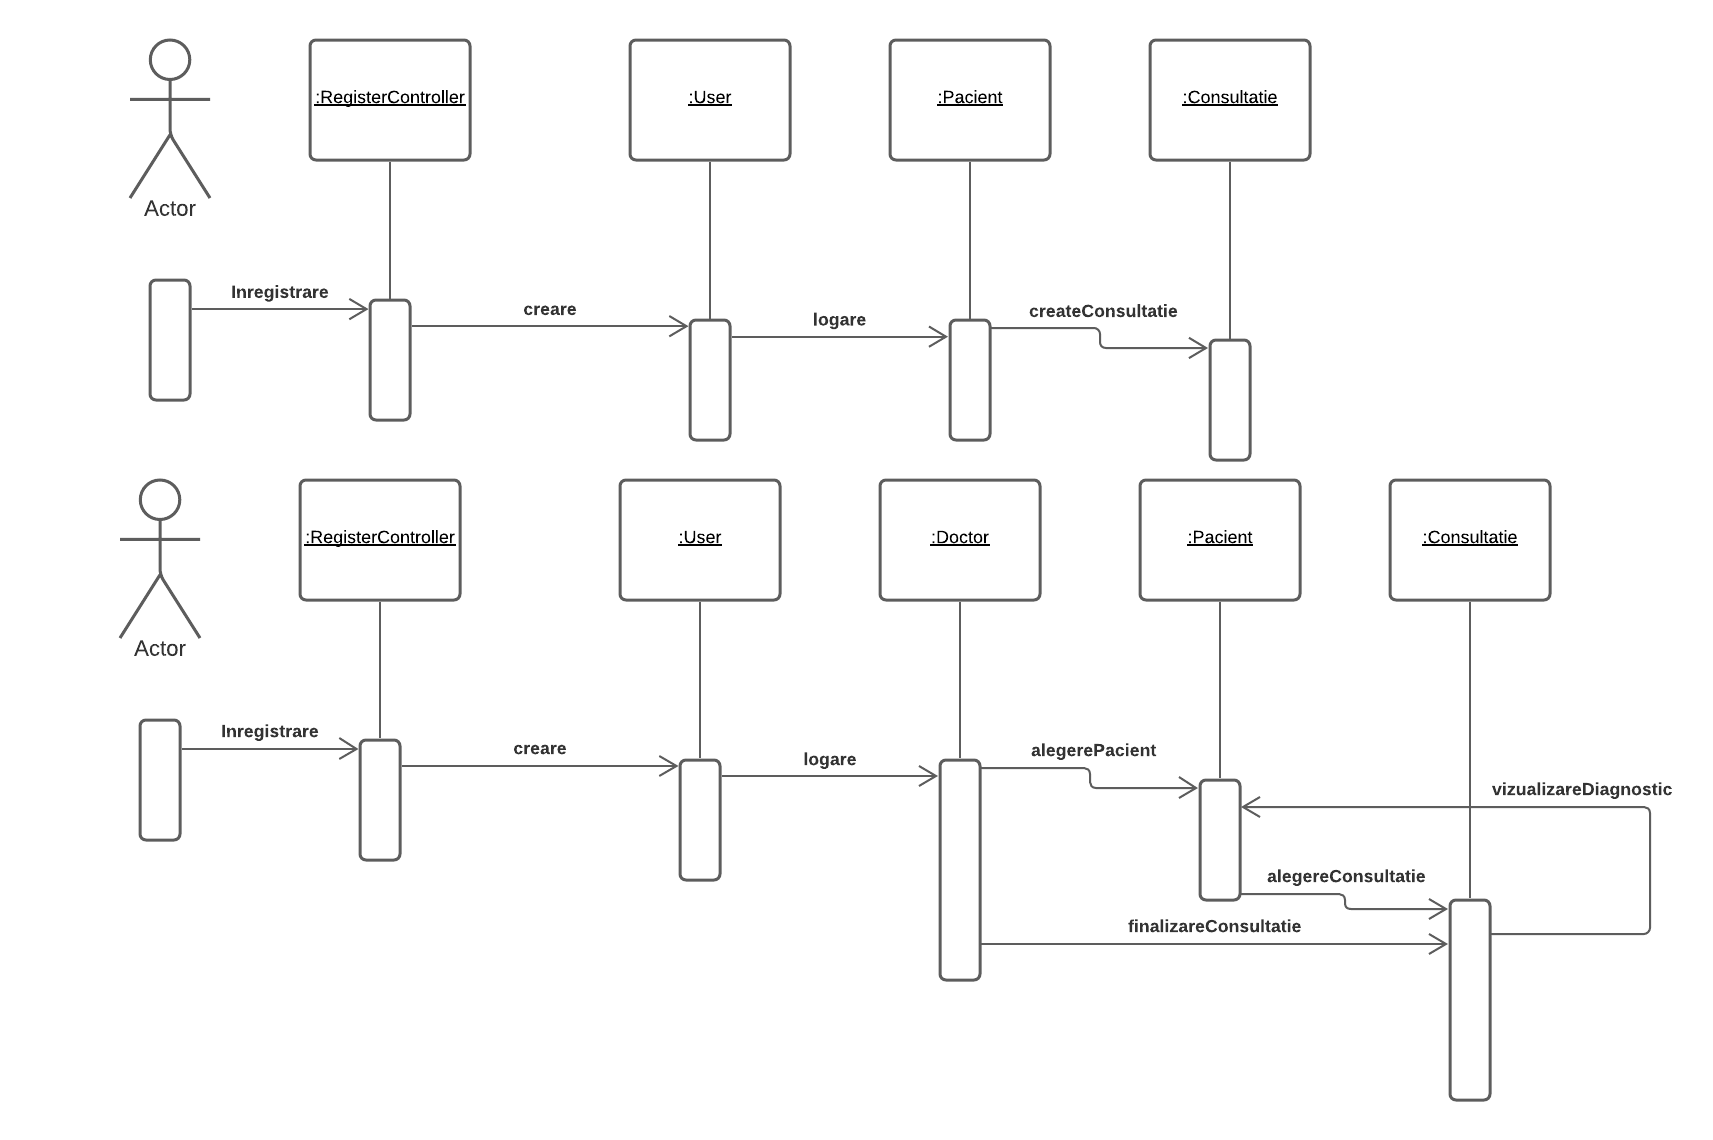 :RegisterController
:User
:Pacient
:Consultatie
Actor
Inregistrare
creare
logare
createConsultatie
:RegisterController
:User
:Doctor
:Pacient
:Consultatie
Actor
Inregistrare
creare
logare
alegerePacient
vizualizareDiagnostic
alegereConsultatie
finalizareConsultatie